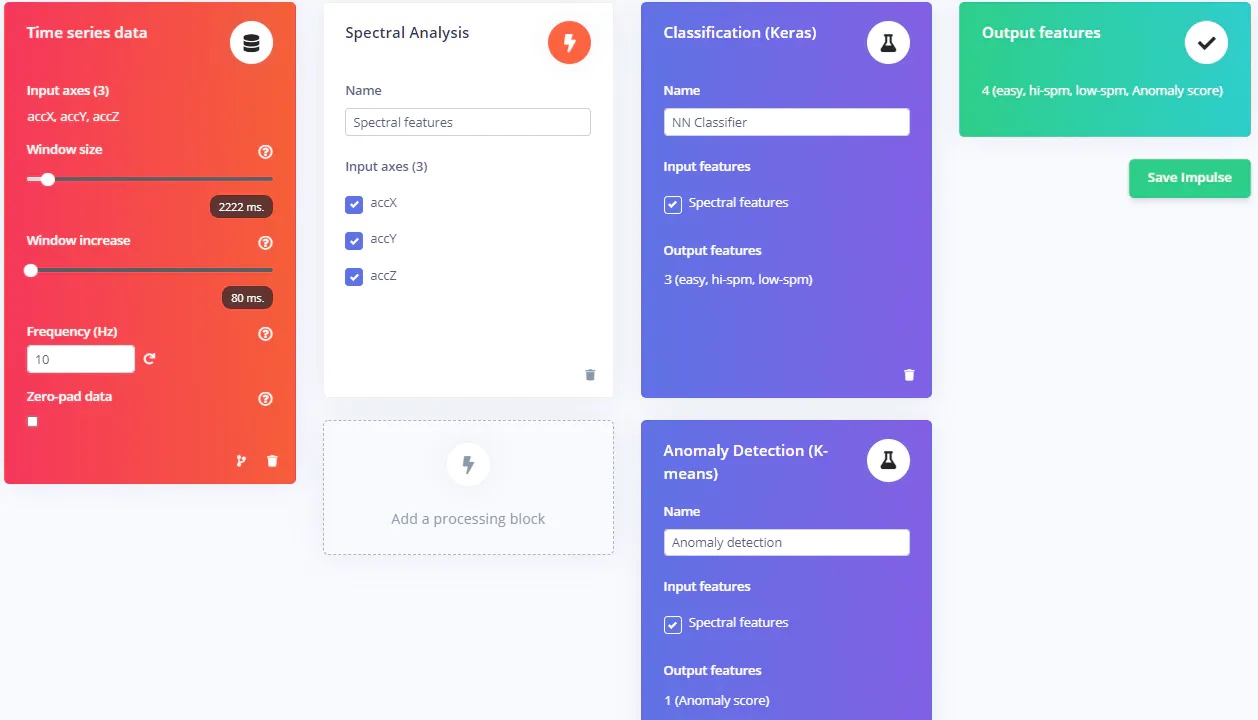 Time series data
Input axes (3)
accX, accY, accZ
Window size
2222 ms.
Window increase
80 ms.
Frequency (Hz)
10
Zero-pad data
Spectral Analysis
Name
Spectral features
Input axes (3)
accX
accY
accZ
Add a processing block
Classification (Keras)
Name
NN Classifier
Input features
Spectral features
Output features
3 (easy, hi-spm, low-spm)
Anomaly Detection (K-
means)
Name
Anomaly detection
Input features
Spectral features
Output features
1 (Anomaly score)
Output features
4 (easy, hi-spm, low-spm, Anomaly score)
Save Impulse